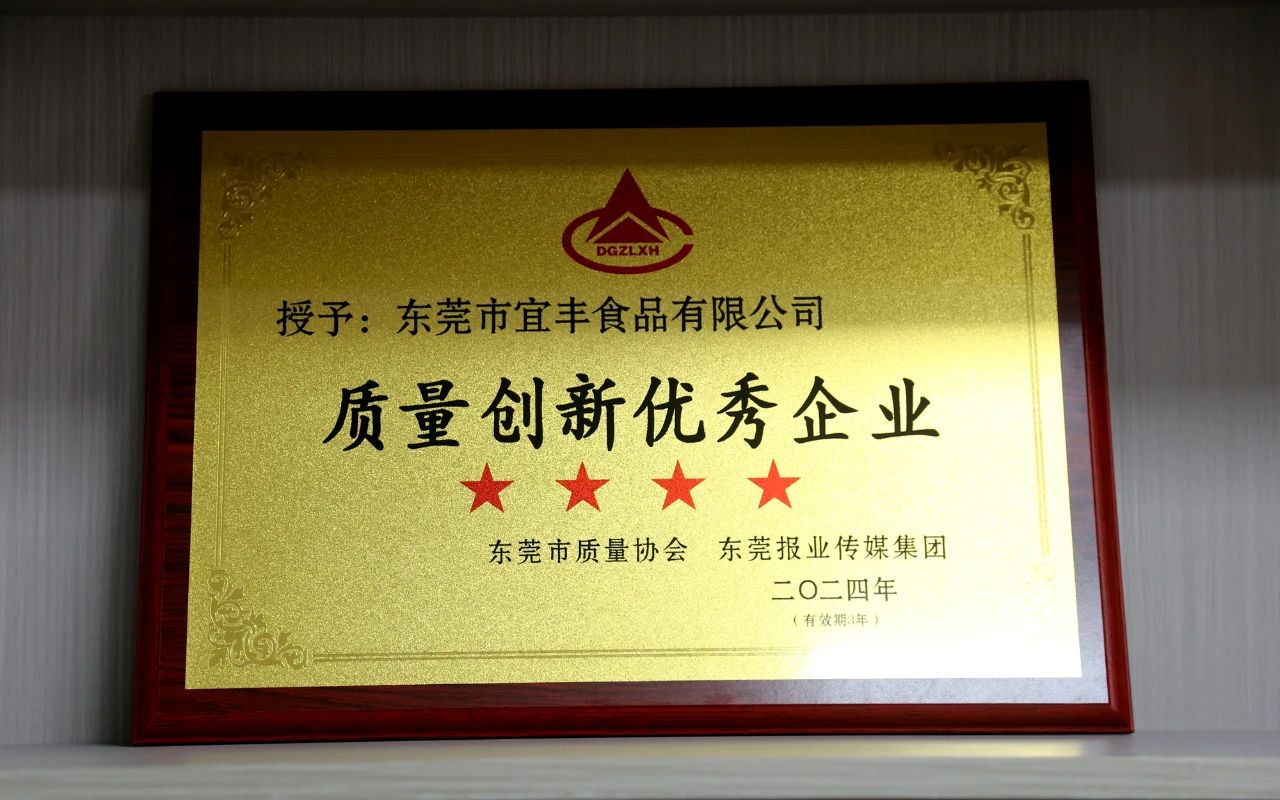 DGZLXH
授予：东莞市宜丰食品有限公司
质量创新优秀企业
东莞市质量协会 东莞报业传媒集团
二〇二四年
（有效期3年）